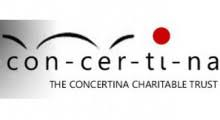 con-cer-ti-na
THE CONCERTINA CHARITABLE TRUST